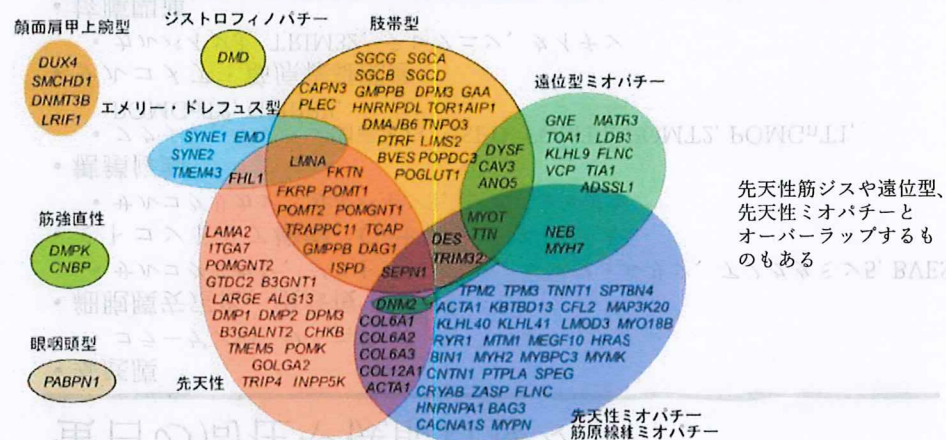 顔面肩甲上腕型
DUX4
SMCHD1
DNMT3B
LRIF1
ジストロフィノパチー
DMD
肢帯型
SGCG SGCA
SGCB SGCD
CAPN3 GMPPB DPM3 GAA
PLEC HNRNPDL TOR1AIP1
DMAJB6 TNPO3
PTRF LIMS2
BVES POPDC3
POGLUT1
遠位型ミオパチー
GNE MATR3
TOA1 LDB3
KLHL9 FLNC
VCP TIA1
ADSSL1
DYSF
CAV3
ANO5
エメリー・ドレフュス型
SYNE1 EMD
SYNE2
TMEM43
FHL1
LMNA
FKTN
FKRP POMT1
POMT2 POMGNT1
TRAPPC11 TCAP
GMPPB DAG1
ISPD
SEPN1
MYOT
TTN
DES
TRIM32
NEB
MYH7
先天性筋ジスや遠位型、
先天性ミオパチーと
オーバーラップするも
のもある
筋強直性
DMPK
CNBP
眼咽頭型
PABPN1
LAMA2
ITGA7
POMGNT2
GTDC2 B3GNT1
LARGE ALG13
DMP1 DMP2 DPM3
B3GALNT2 CHKB
TMEM5 POMK
GOLGA2
TRIP4 INPP5K
先天性
DNM2
COL6A1
COL6A2
COL6A3
COL12A1
ACTA1
TPM2 TPM3 TNNT1 SPTBN4
ACTA1 KBTBD13 CFL2 MAP3K20
KLHL40 KLHL41 LMOD3 MYO18B
RYR1 MTM1 MEGF10 HRAS
BIN1 MYH2 MYBPC3 MYMK
CNTN1 PTPLA SPEG
CRYAB ZASP FLNC
HNRNPA1 BAG3
CACNA1S MYPN
先天性ミオパチー
筋原線維ミオパチー